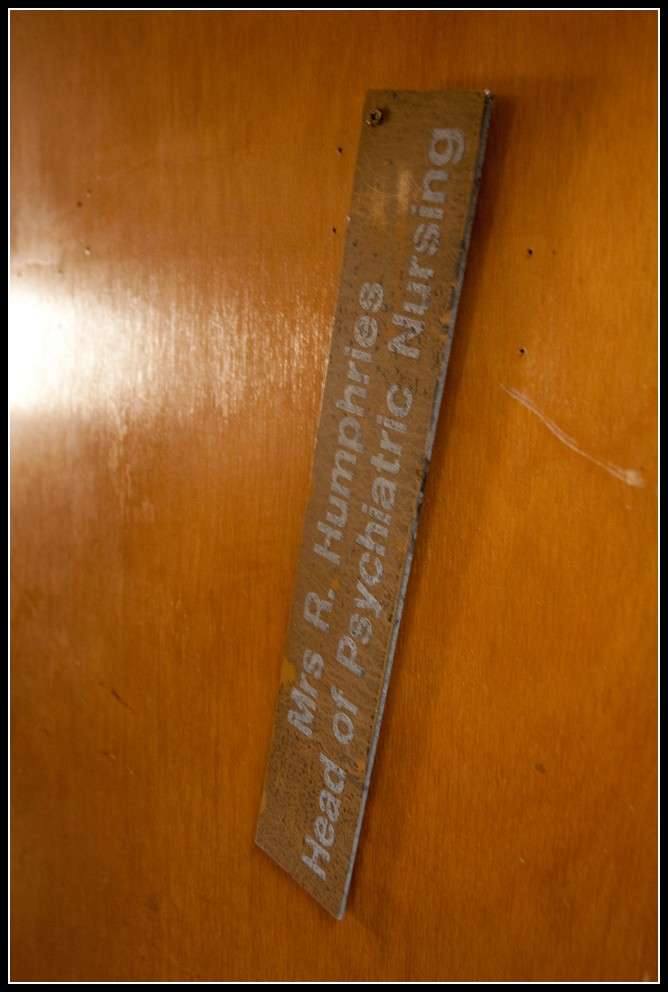 Mrs R. Humphries
Head of Psychiatric Nursing